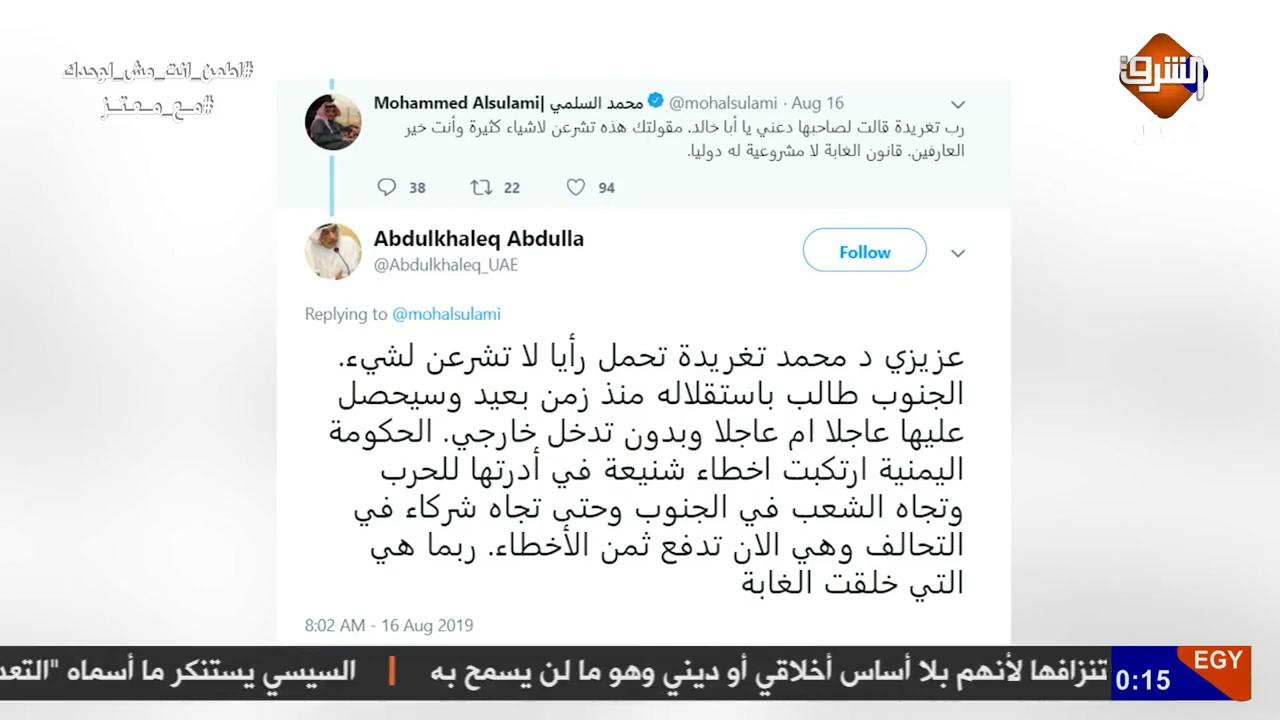 #اطمن_انت_مش_لوحدك
#مـع_مـعـتـز
الشرق
Mohammed Alsulami|محمد السلمي @mohalsulami · Aug 16
رب تغريدة قالت لصاحبها دعني يا أبا خالد. مقولتك هذه تشرعن لاشياء كثيرة وأنت خير
العارفين. قانون الغابة لا مشروعية له دوليا.
38 22 94
Abdulkhaleq Abdulla
@Abdulkhaleq_UAE
Follow
Replying to @mohalsulami
عزيزي د محمد تغريدة تحمل رأيا لا تشرعن لشيء.
الجنوب طالب باستقلاله منذ زمن بعيد وسيحصل
عليها عاجلا ام عاجلا وبدون تدخل خارجي. الحكومة
اليمنية ارتكبت اخطاء شنيعة في أدرتها للحرب
وتجاه الشعب في الجنوب وحتى تجاه شركاء في
التحالف وهي الان تدفع ثمن الأخطاء. ربما هي
التي خلقت الغابة
8:02 AM - 16 Aug 2019
تنزافها لأنهم بلا أساس أخلاقي أو ديني وهو ما لن يسمح به | السيسي يستنكر ما أسماه "التعد
EGY
0:15